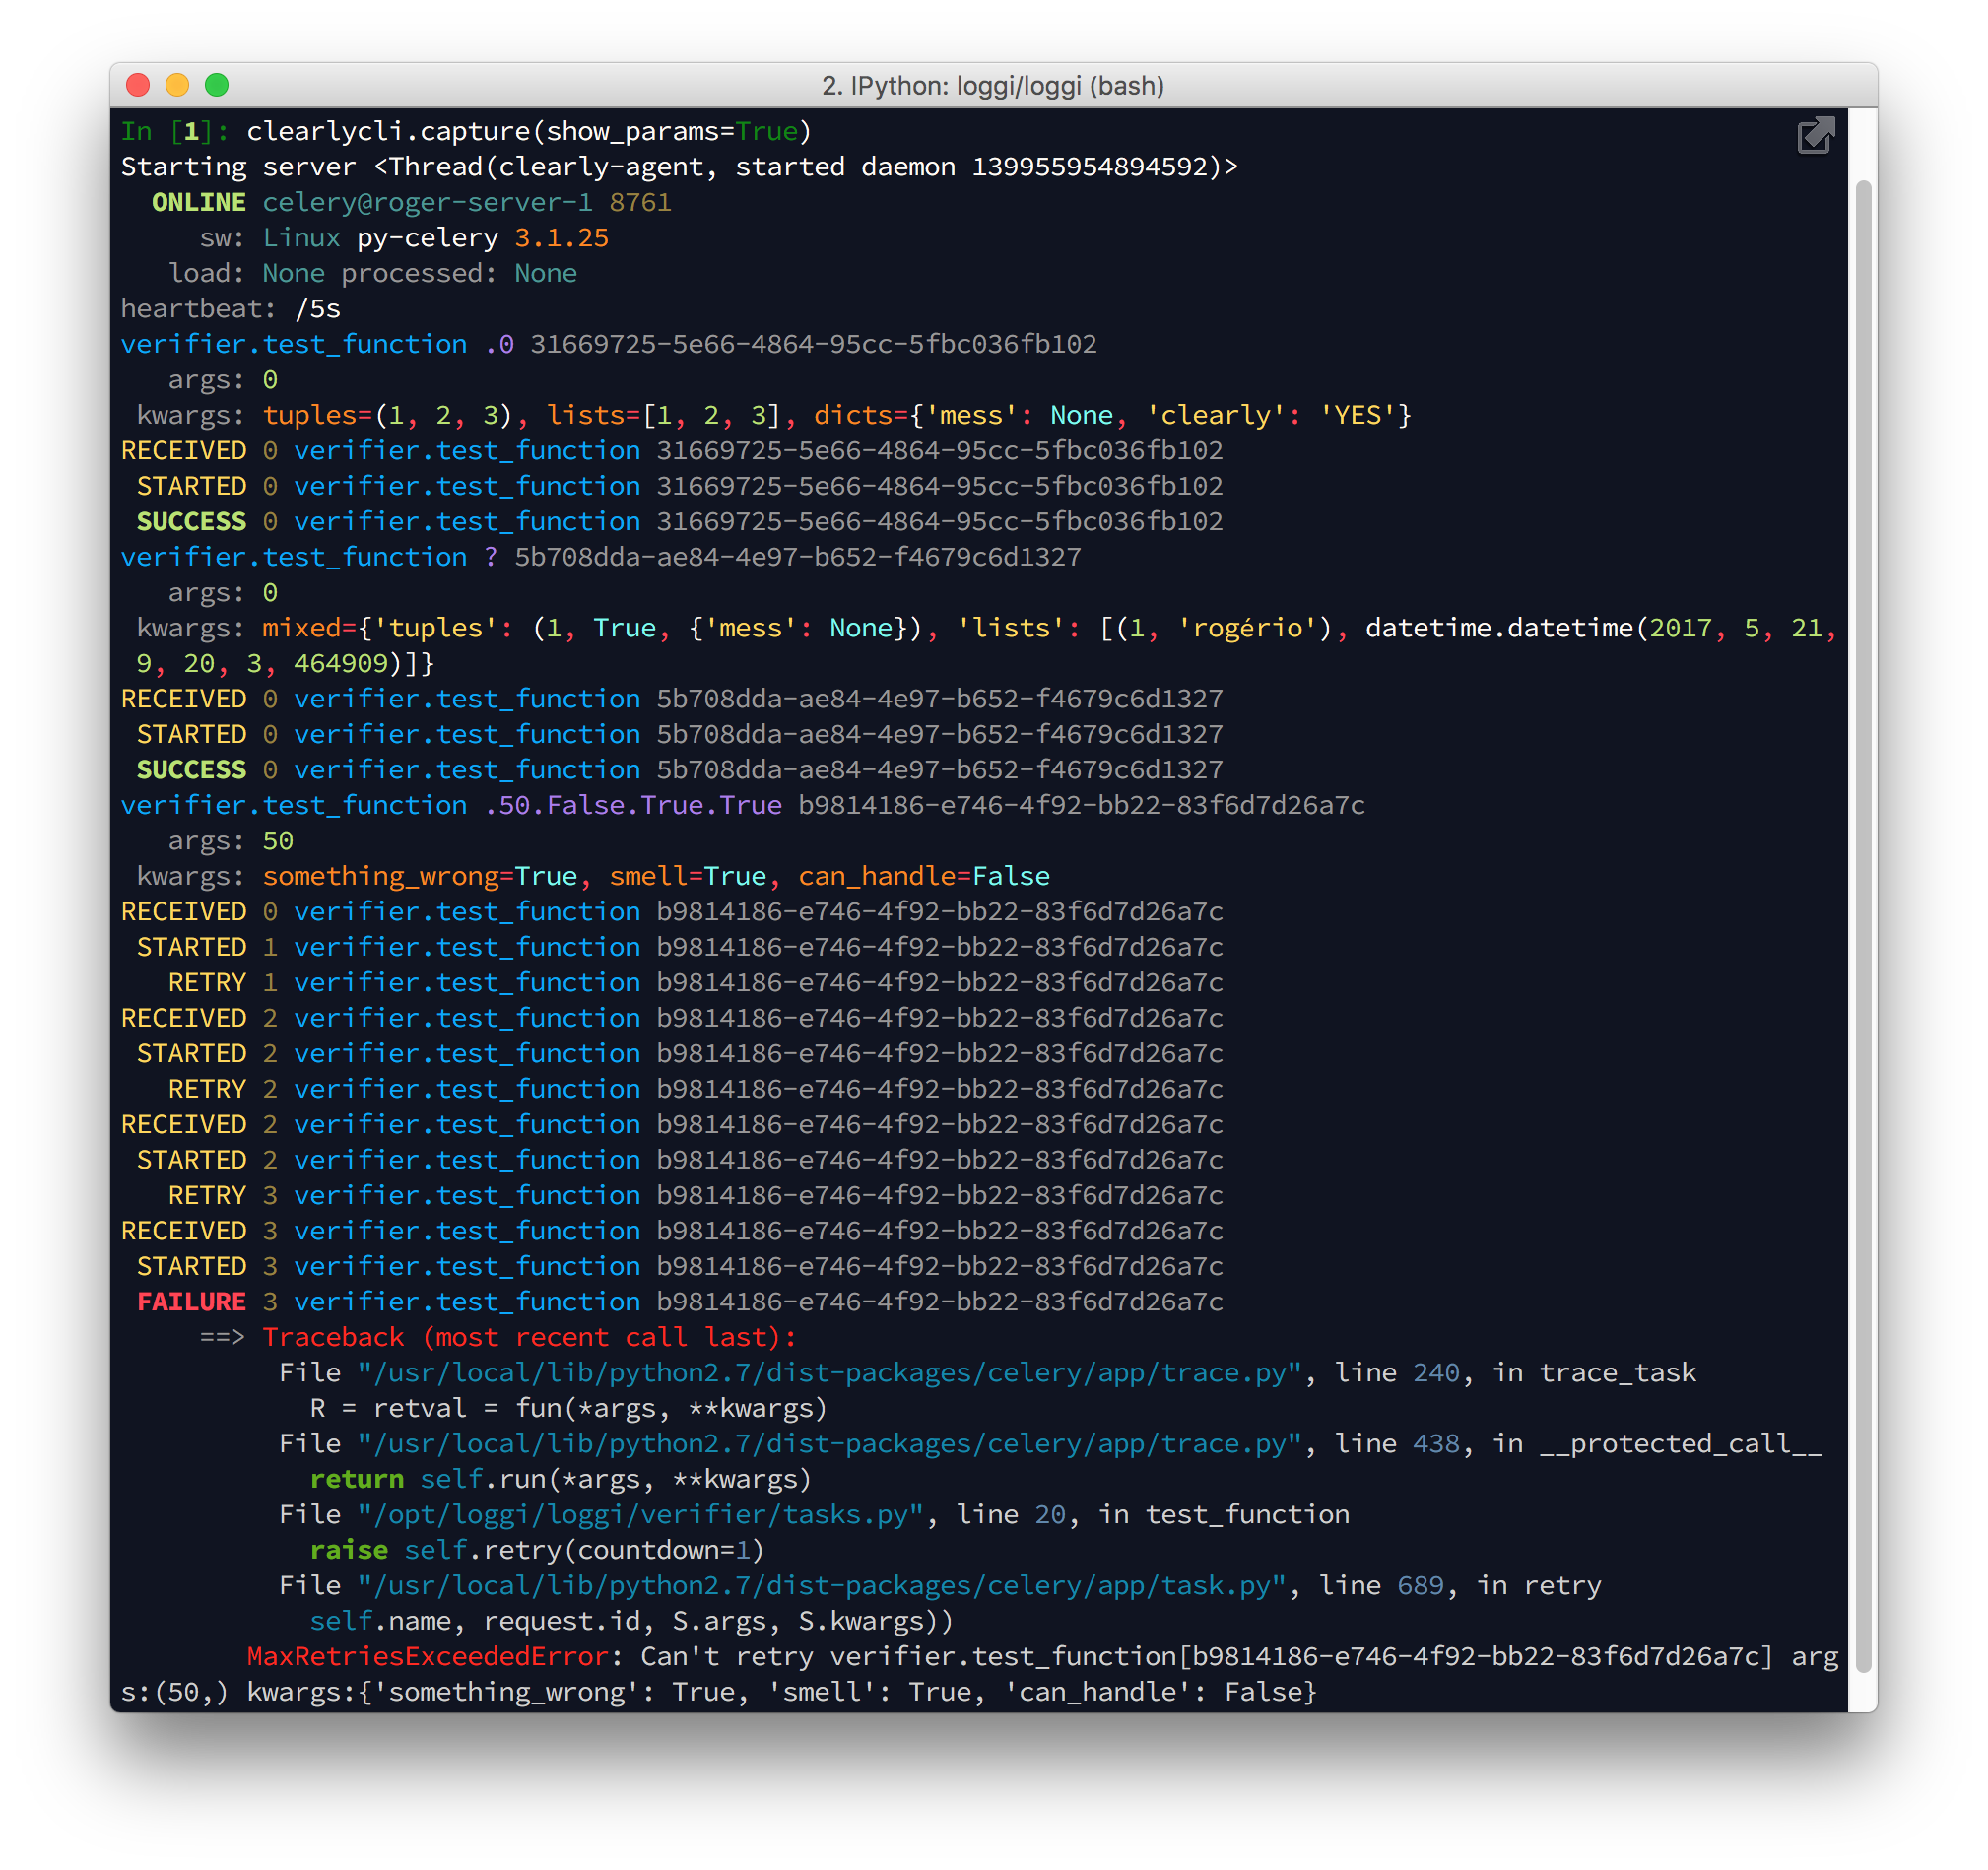 2. IPython: loggi/loggi (bash)
In [1]: clearlycli.capture(show_params=True)
Starting server <Thread(clearly-agent, started daemon 139955954894592)>
ONLINE celery@roger-server-1 8761
sw: Linux py-celery 3.1.25
load: None processed: None
heartbeat: /5s
verifier.test_function .0 31669725-5e66-4864-95cc-5fbc036fb102
args: 0
kwargs: tuples=(1, 2, 3), lists=[1, 2, 3], dicts={'mess': None, 'clearly': 'YES'}
RECEIVED 0 verifier.test_function 31669725-5e66-4864-95cc-5fbc036fb102
STARTED 0 verifier.test_function 31669725-5e66-4864-95cc-5fbc036fb102
SUCCESS 0 verifier.test_function 31669725-5e66-4864-95cc-5fbc036fb102
verifier.test_function ? 5b708dda-ae84-4e97-b652-f4679c6d1327
args: 0
kwargs: mixed={'tuples': (1, True, {'mess': None}), 'lists': [(1, 'rogério'), datetime.datetime(2017, 5, 21,
9, 20, 3, 464909)]}
RECEIVED 0 verifier.test_function 5b708dda-ae84-4e97-b652-f4679c6d1327
STARTED 0 verifier.test_function 5b708dda-ae84-4e97-b652-f4679c6d1327
SUCCESS 0 verifier.test_function 5b708dda-ae84-4e97-b652-f4679c6d1327
verifier.test_function .50.False.True.True b9814186-e746-4f92-bb22-83f6d7d26a7c
args: 50
kwargs: something_wrong=True, smell=True, can_handle=False
RECEIVED 0 verifier.test_function b9814186-e746-4f92-bb22-83f6d7d26a7c
STARTED 1 verifier.test_function b9814186-e746-4f92-bb22-83f6d7d26a7c
RETRY 1 verifier.test_function b9814186-e746-4f92-bb22-83f6d7d26a7c
RECEIVED 2 verifier.test_function b9814186-e746-4f92-bb22-83f6d7d26a7c
STARTED 2 verifier.test_function b9814186-e746-4f92-bb22-83f6d7d26a7c
RETRY 2 verifier.test_function b9814186-e746-4f92-bb22-83f6d7d26a7c
RECEIVED 2 verifier.test_function b9814186-e746-4f92-bb22-83f6d7d26a7c
STARTED 2 verifier.test_function b9814186-e746-4f92-bb22-83f6d7d26a7c
RETRY 3 verifier.test_function b9814186-e746-4f92-bb22-83f6d7d26a7c
RECEIVED 3 verifier.test_function b9814186-e746-4f92-bb22-83f6d7d26a7c
STARTED 3 verifier.test_function b9814186-e746-4f92-bb22-83f6d7d26a7c
FAILURE 3 verifier.test_function b9814186-e746-4f92-bb22-83f6d7d26a7c
==> Traceback (most recent call last):
File "/usr/local/lib/python2.7/dist-packages/celery/app/trace.py", line 240, in trace_task
R = retval = fun(*args, **kwargs)
File "/usr/local/lib/python2.7/dist-packages/celery/app/trace.py", line 438, in __protected_call__
return self.run(*args, **kwargs)
File "/opt/loggi/loggi/verifier/tasks.py", line 20, in test_function
raise self.retry(countdown=1)
File "/usr/local/lib/python2.7/dist-packages/celery/app/task.py", line 689, in retry
self.name, request.id, S.args, S.kwargs))
MaxRetriesExceededError: Can't retry verifier.test_function[b9814186-e746-4f92-bb22-83f6d7d26a7c] arg
s:(50,) kwargs:{'something_wrong': True, 'smell': True, 'can_handle': False}